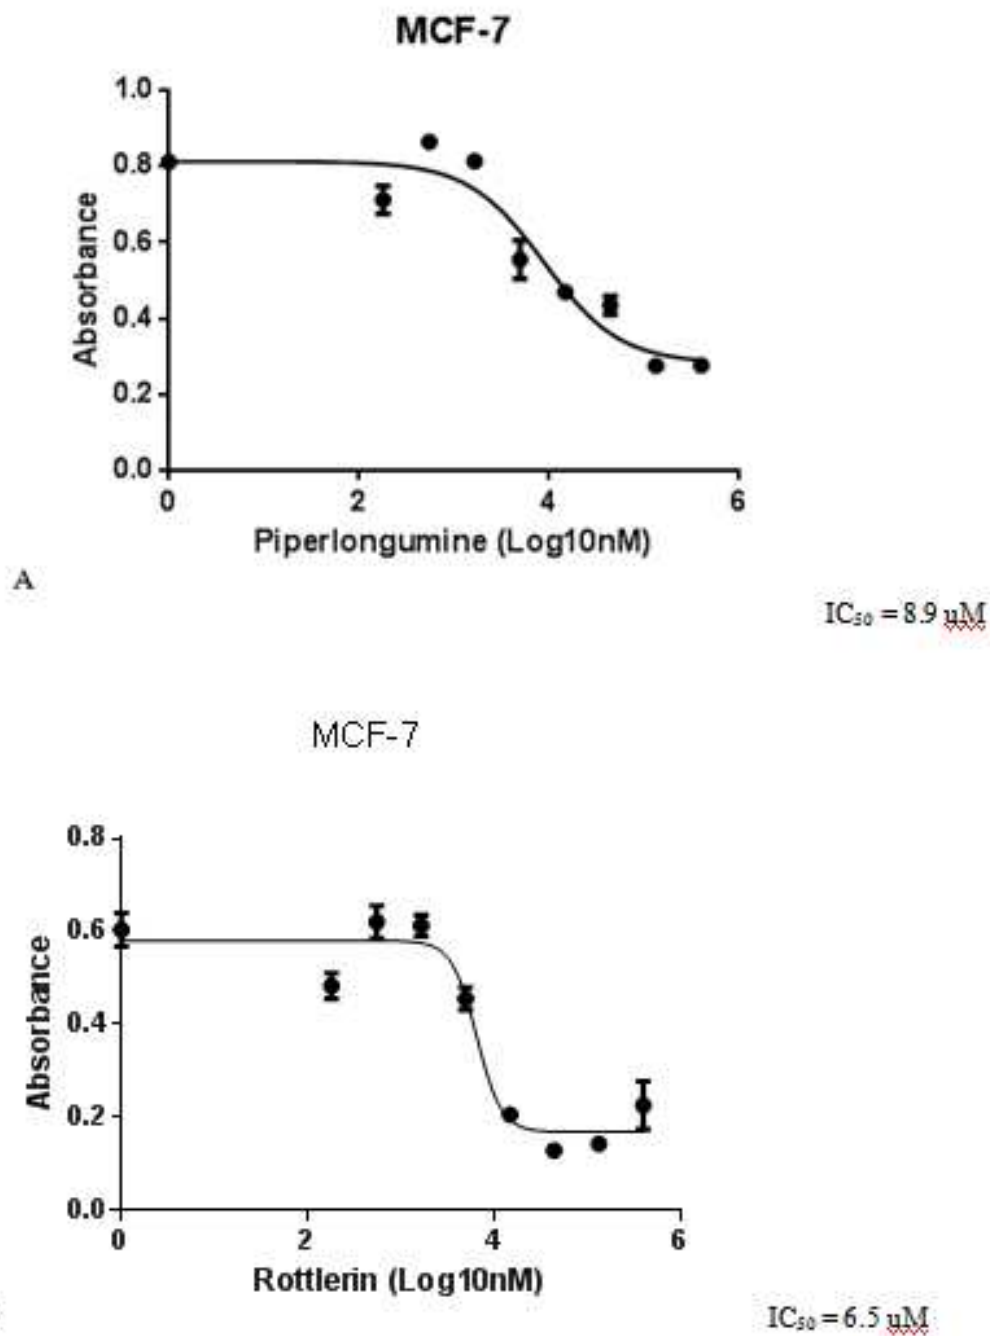 MCF-7
1.0
0.8
0.6
0.4
0.2
0.0
Absorbance
0 2 4 6
Piperlongumine (Log10nM)
A
IC₅₀ = 8.9 uM
MCF-7
0.8
0.6
0.4
0.2
0.0
Absorbance
0 2 4 6
Rottlerin (Log10nM)
IC₅₀ = 6.5 uM